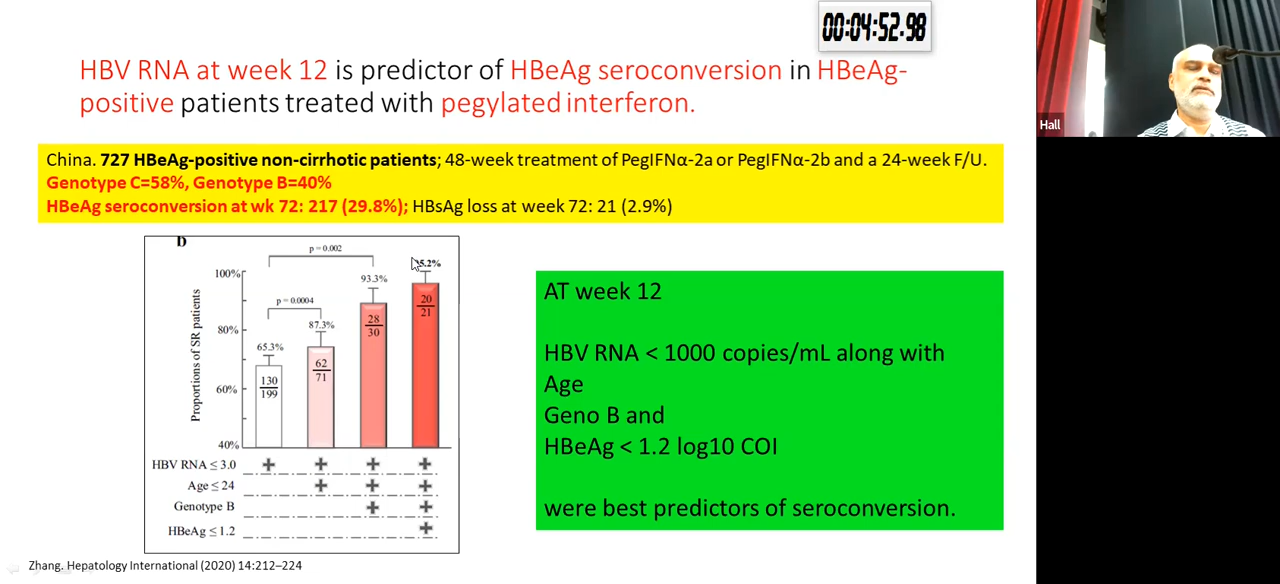 00:04:52.98
HBV RNA at week 12 is predictor of HBeAg seroconversion in HBeAg-
positive patients treated with pegylated interferon.
Hall
China. 727 HBeAg-positive non-cirrhotic patients; 48-week treatment of PegIFNα-2a or PegIFNα-2b and a 24-week F/U.
Genotype C=58%, Genotype B=40%
HBeAg seroconversion at wk 72: 217 (29.8%); HBsAg loss at week 72: 21 (2.9%)
p = 0.002
100%
93.3%
p = 0.0004
20
21
Proportions of SR patients
80%
87.3%
28
30
65.3%
62
71
60%
130
199
40%
HBV RNA ≤ 3.0 + + + +
Age ≤ 24 + + +
Genotype B + +
HBeAg ≤ 1.2 +
AT week 12
HBV RNA < 1000 copies/mL along with
Age
Geno B and
HBeAg < 1.2 log10 COI
were best predictors of seroconversion.
Zhang. Hepatology International (2020) 14:212–224